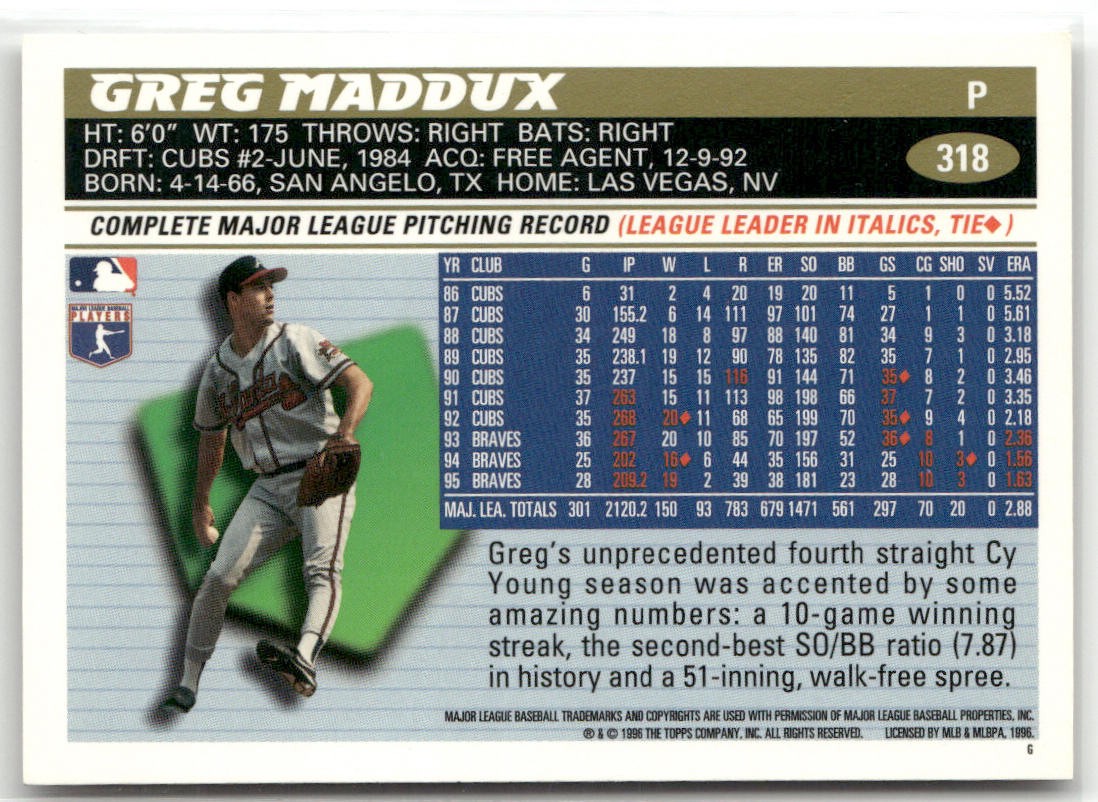 GREG MADDUX P
HT: 6'0" WT: 175 THROWS: RIGHT BATS: RIGHT
DRFT: CUBS #2-JUNE, 1984 ACQ: FREE AGENT, 12-9-92
BORN: 4-14-66, SAN ANGELO, TX HOME: LAS VEGAS, NV
318
COMPLETE MAJOR LEAGUE PITCHING RECORD (LEAGUE LEADER IN ITALICS, TIE♦)
MAJOR LEAGUE BASEBALL
PLAYERS
YR CLUB G IP W L R ER SO BB GS CG SHO SV ERA
86 CUBS 6 31 2 4 20 19 20 11 5 1 0 0 5.52
87 CUBS 30 155.2 6 14 111 97 101 74 27 1 1 0 5.61
88 CUBS 34 249 18 8 97 88 140 81 34 9 3 0 3.18
89 CUBS 35 238.1 19 12 90 78 135 82 35 7 1 0 2.95
90 CUBS 35 237 15 15 116 91 144 71 35♦ 8 2 0 3.46
91 CUBS 37 263 15 11 113 98 198 66 37 7 2 0 3.35
92 CUBS 35 268 20♦ 11 68 65 199 70 35♦ 9 4 0 2.18
93 BRAVES 36 267 20 10 85 70 197 52 36♦ 8 1 0 2.36
94 BRAVES 25 202 16♦ 6 44 35 156 31 25 10 3♦ 0 1.56
95 BRAVES 28 209.2 19 2 39 38 181 23 28 10 3 0 1.63
MAJ. LEA. TOTALS 301 2120.2 150 93 783 679 1471 561 297 70 20 0 2.88
Greg's unprecedented fourth straight Cy
Young season was accented by some
amazing numbers: a 10-game winning
streak, the second-best SO/BB ratio (7.87)
in history and a 51-inning, walk-free spree.
MAJOR LEAGUE BASEBALL TRADEMARKS AND COPYRIGHTS ARE USED WITH PERMISSION OF MAJOR LEAGUE BASEBALL PROPERTIES, INC.
® & © 1996 THE TOPPS COMPANY, INC. ALL RIGHTS RESERVED. LICENSED BY MLB & MLBPA, 1996.
G